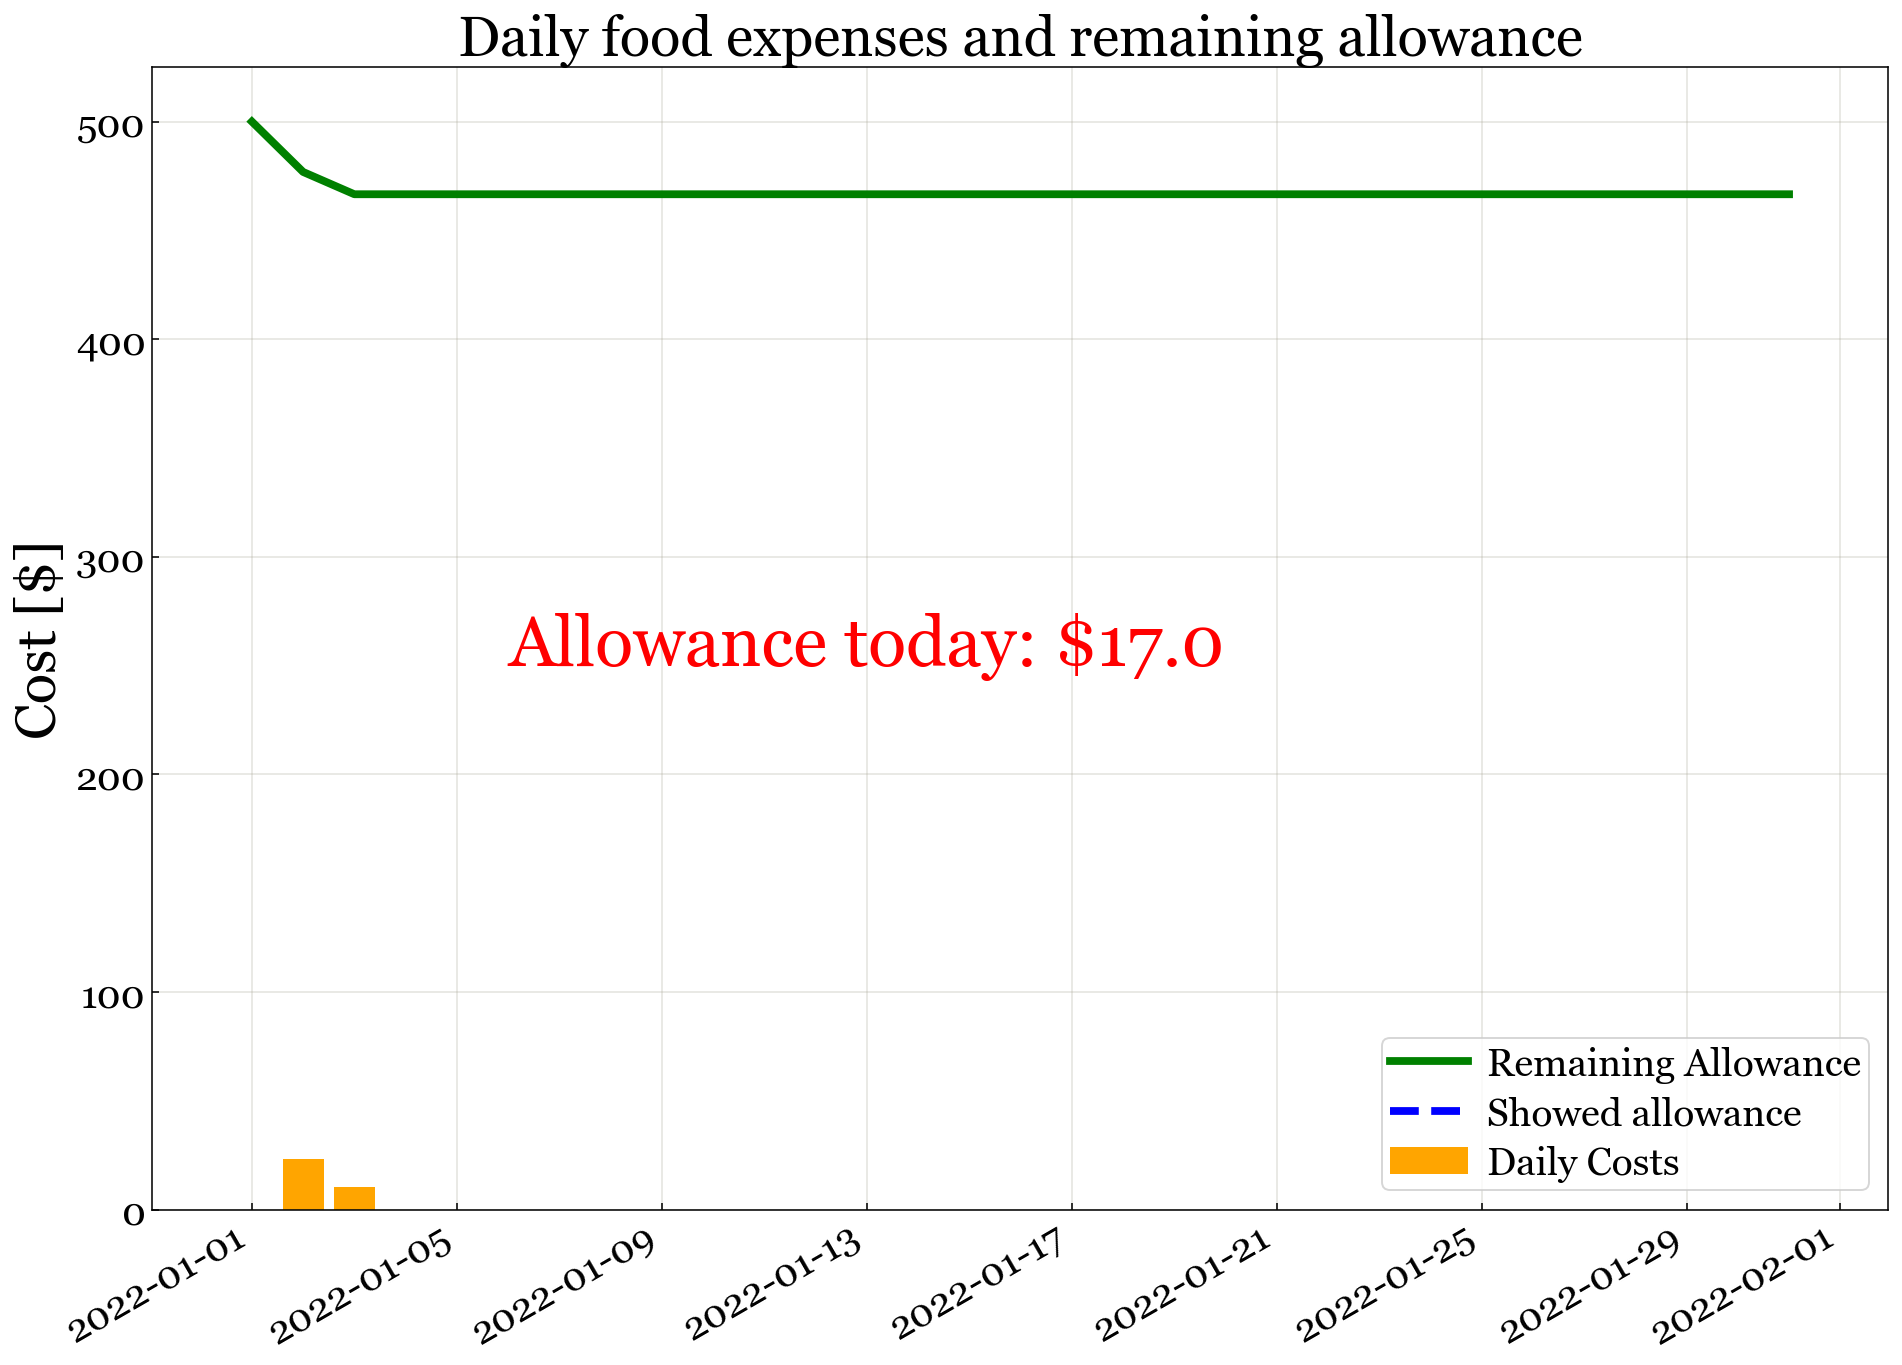 Daily food expenses and remaining allowance
500
400
300
200
100
0
Cost [$]
Allowance today: $17.0
Remaining Allowance
Showed allowance
Daily Costs
2022-01-01
2022-01-05
2022-01-09
2022-01-13
2022-01-17
2022-01-21
2022-01-25
2022-01-29
2022-02-01